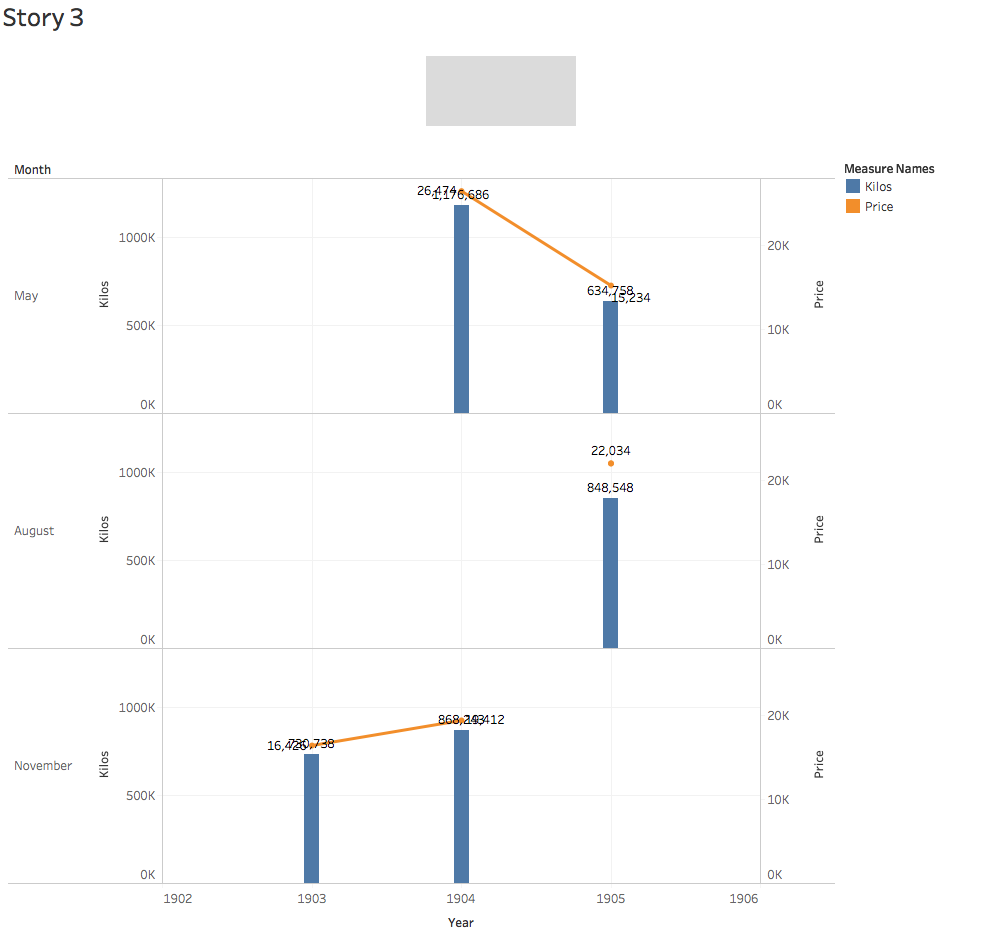 Story 3
Month
Measure Names
Kilos
Price
May
Kilos
1000K
500K
0K
26,474
1,176,686
634,758
15,234
20K
10K
0K
Price
August
Kilos
1000K
500K
0K
22,034
848,548
20K
10K
0K
Price
November
Kilos
1000K
500K
0K
730,738
20K
10K
0K
Price
1902
1903
1904
1905
1906
Year